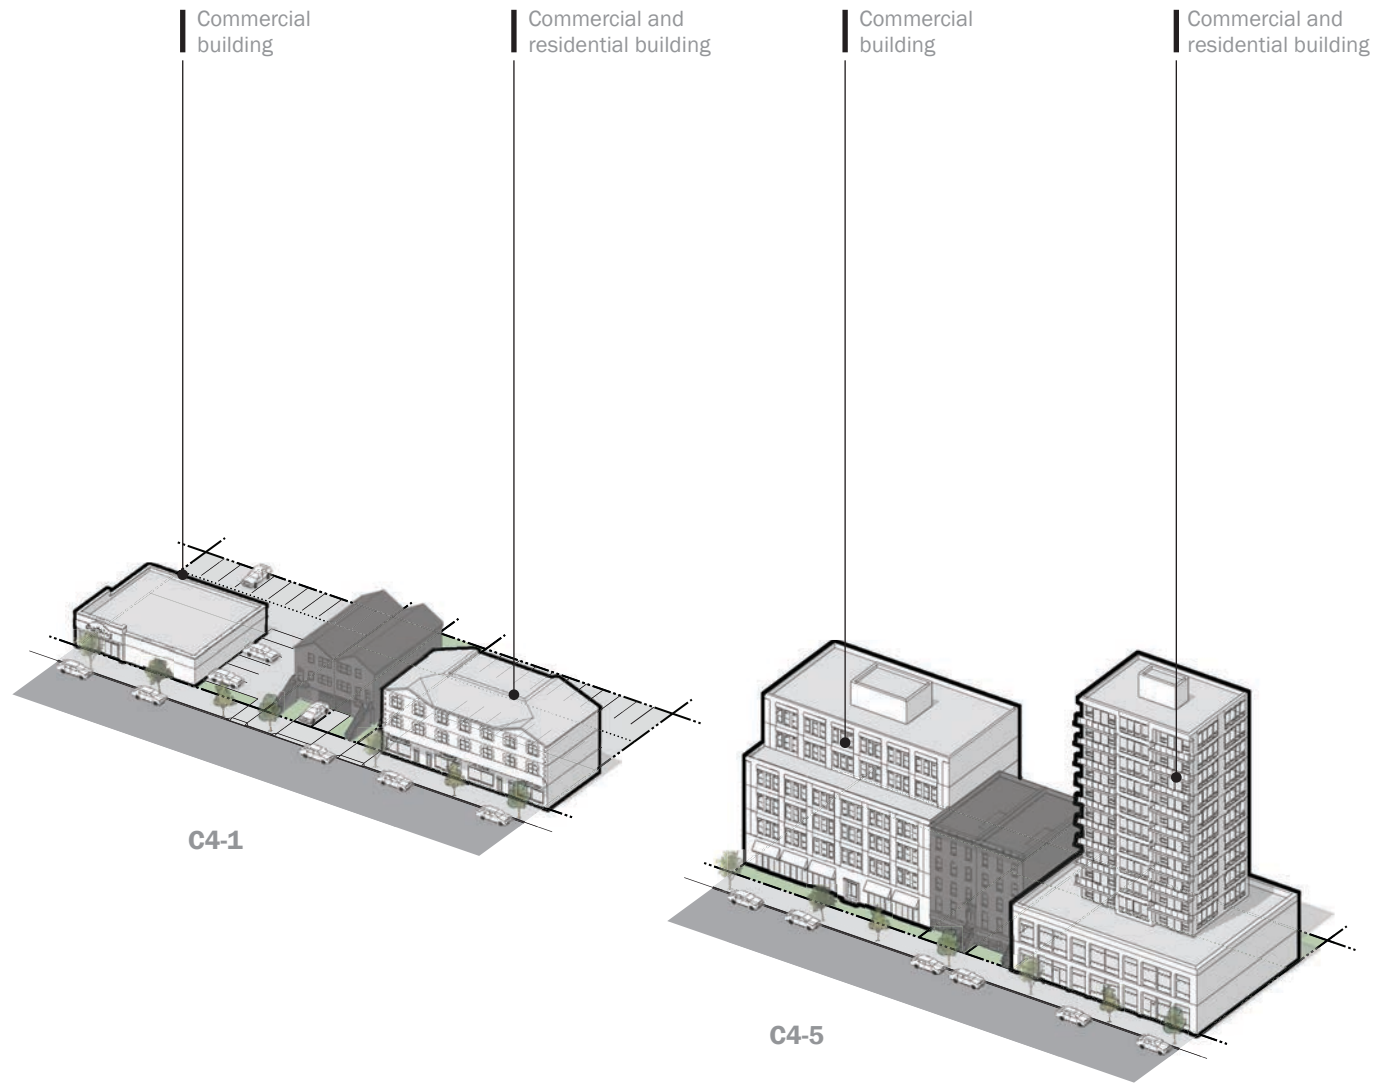 Commercial
building
Commercial and
residential building
Commercial
building
Commercial and
residential building
C4-1
C4-5